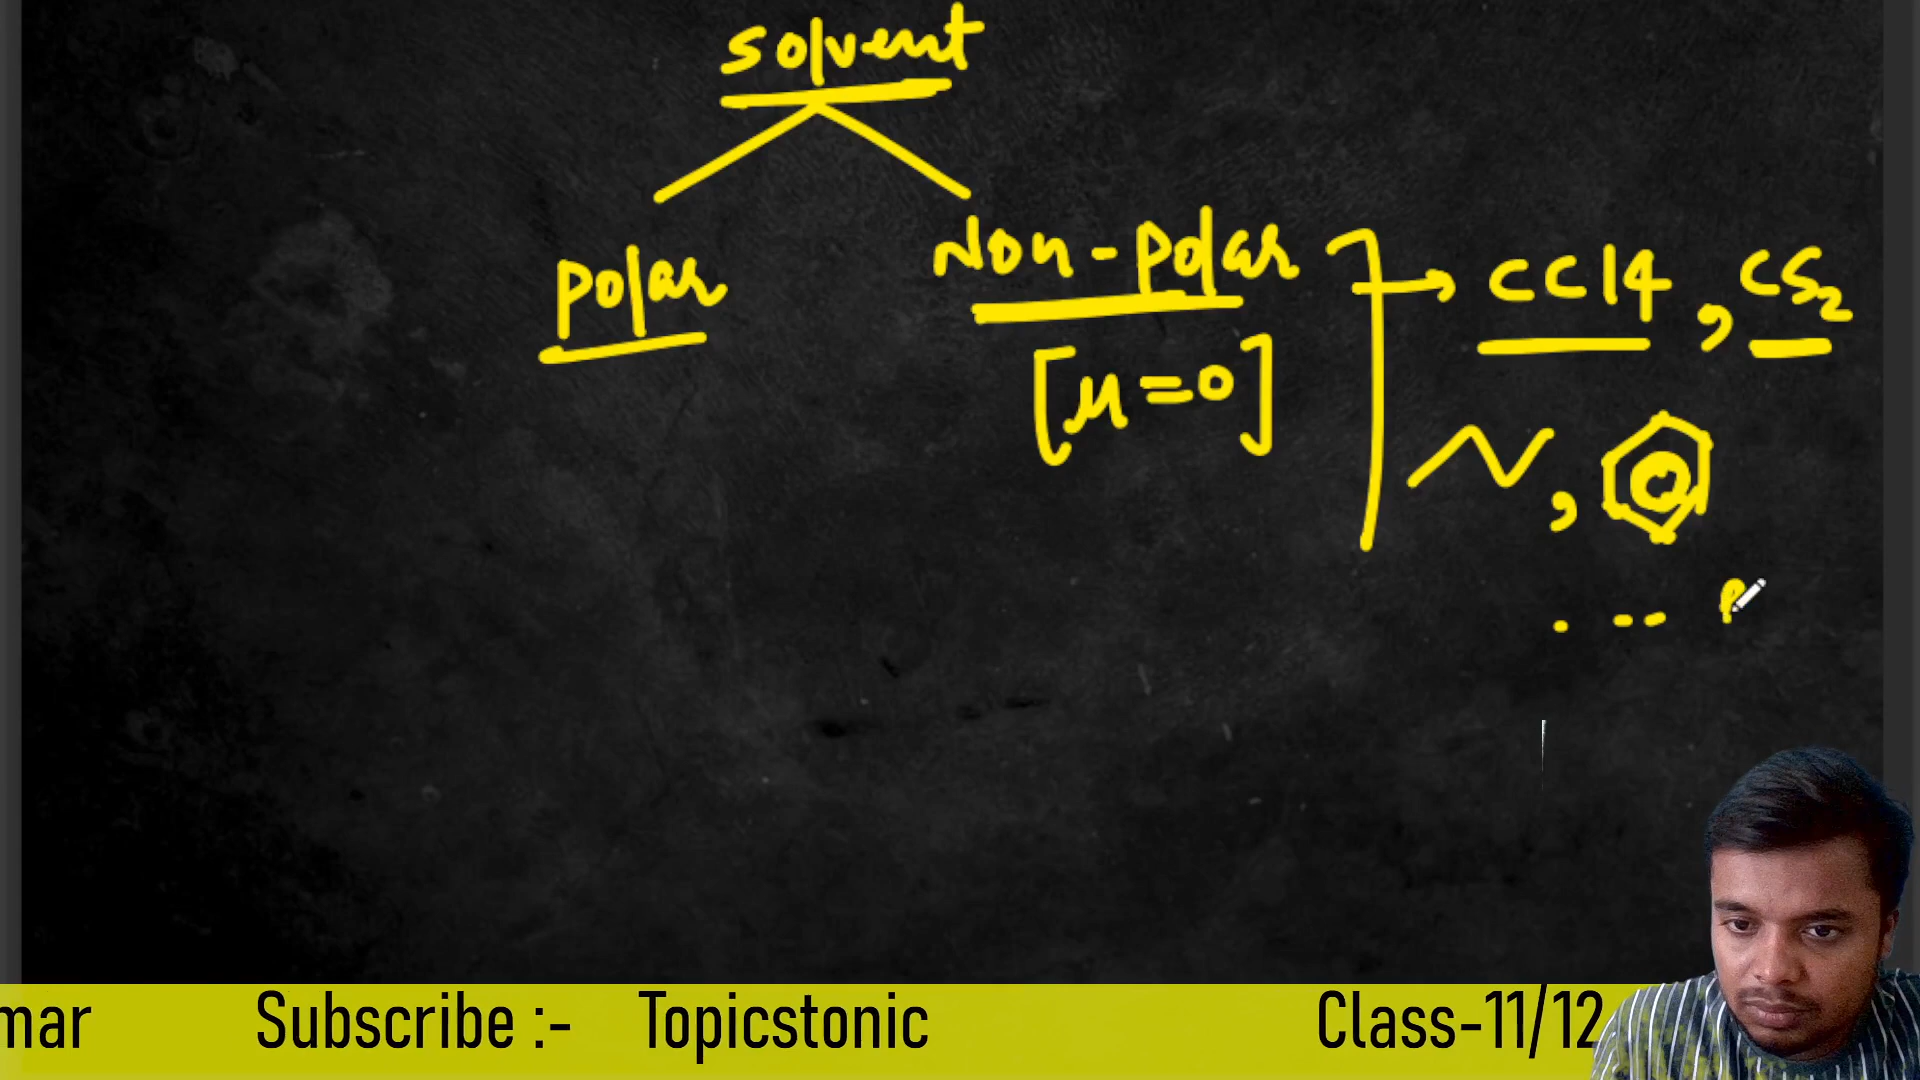 solvent
polar
Non-polar → CCl4, CS2
[μ=0]
mar Subscribe :- Topicstonic Class-11/12